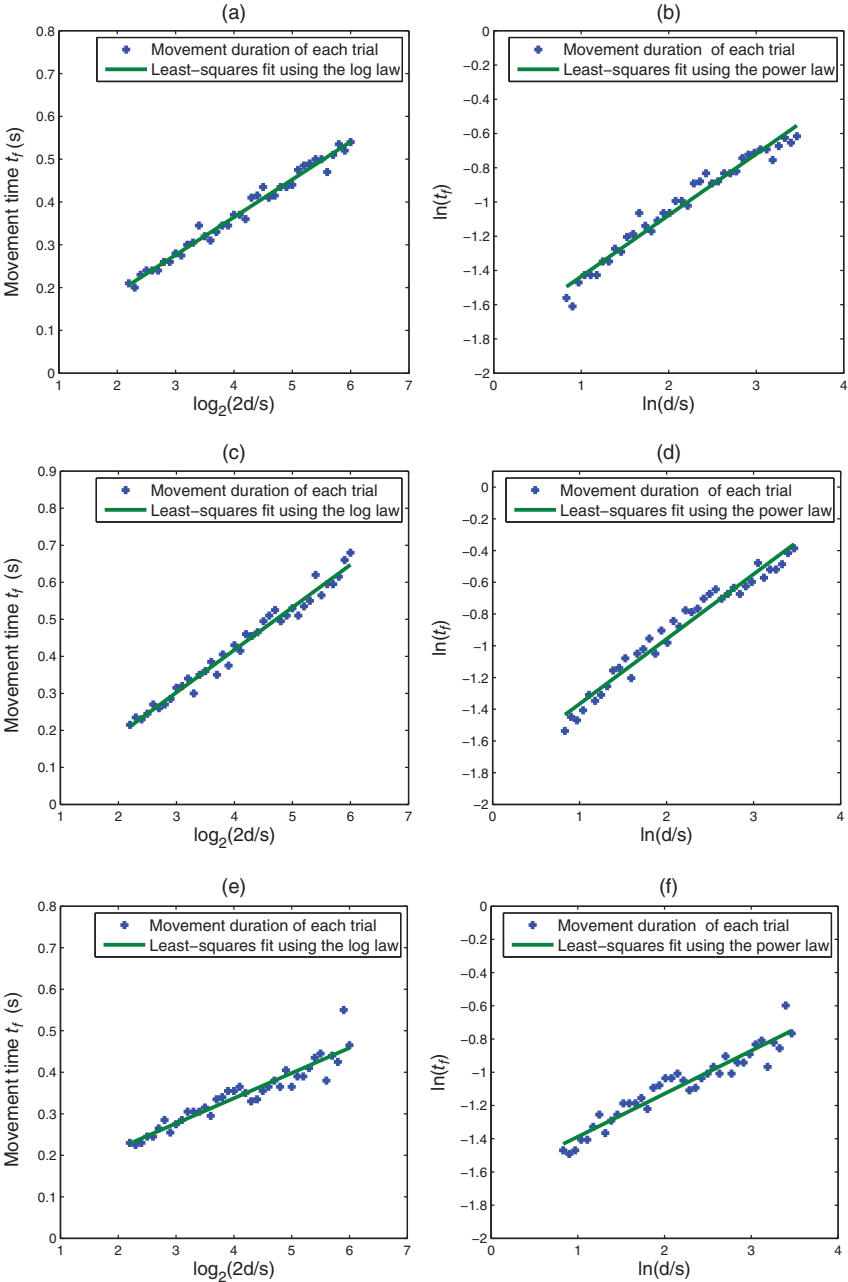 (a)
Movement duration of each trial
Least−squares fit using the log law
Movement time t_f (s)
0.8
0.7
0.6
0.5
0.4
0.3
0.2
0.1
0
1 2 3 4 5 6 7
log₂(2d/s)
(b)
Movement duration of each trial
Least−squares fit using the power law
ln(t_f)
0
−0.2
−0.4
−0.6
−0.8
−1
−1.2
−1.4
−1.6
−1.8
−2
0 1 2 3 4
ln(d/s)
(c)
Movement duration of each trial
Least−squares fit using the log law
Movement time t_f (s)
0.9
0.8
0.7
0.6
0.5
0.4
0.3
0.2
0.1
0
1 2 3 4 5 6 7
log₂(2d/s)
(d)
Movement duration of each trial
Least−squares fit using the power law
ln(t_f)
0
−0.2
−0.4
−0.6
−0.8
−1
−1.2
−1.4
−1.6
−1.8
−2
0 1 2 3 4
ln(d/s)
(e)
Movement duration of each trial
Least−squares fit using the log law
Movement time t_f (s)
0.8
0.7
0.6
0.5
0.4
0.3
0.2
0.1
0
1 2 3 4 5 6 7
log₂(2d/s)
(f)
Movement duration of each trial
Least−squares fit using the power law
ln(t_f)
0
−0.2
−0.4
−0.6
−0.8
−1
−1.2
−1.4
−1.6
−1.8
−2
0 1 2 3 4
ln(d/s)